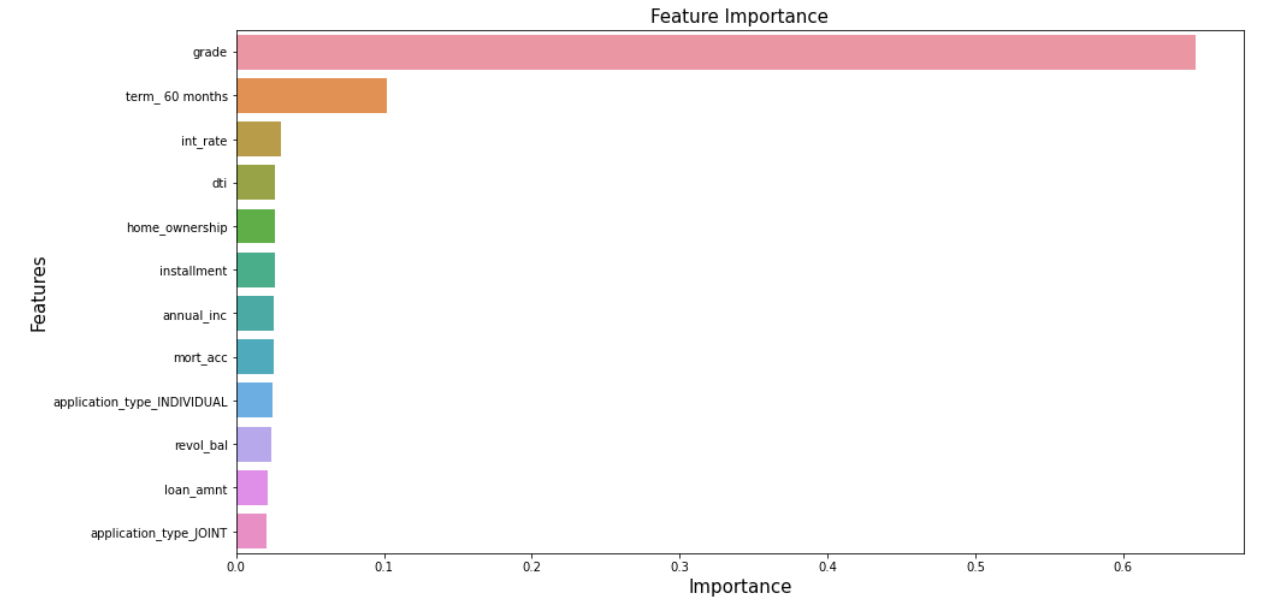 Feature Importance
Features
grade
term_ 60 months
int_rate
dti
home_ownership
installment
annual_inc
mort_acc
application_type_INDIVIDUAL
revol_bal
loan_amnt
application_type_JOINT
0.0 0.1 0.2 0.3 0.4 0.5 0.6
Importance